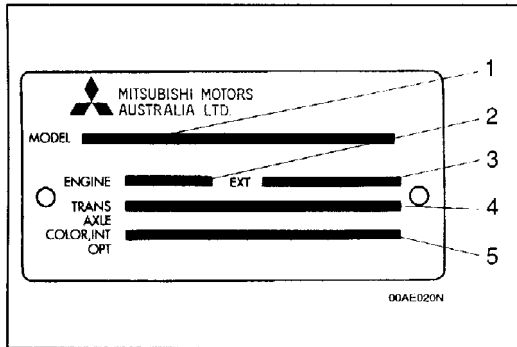 MITSUBISHI MOTORS
AUSTRALIA LTD.
MODEL
1
2
ENGINE
EXT
3
TRANS
AXLE
4
COLOR,INT
OPT
5
00AE020N